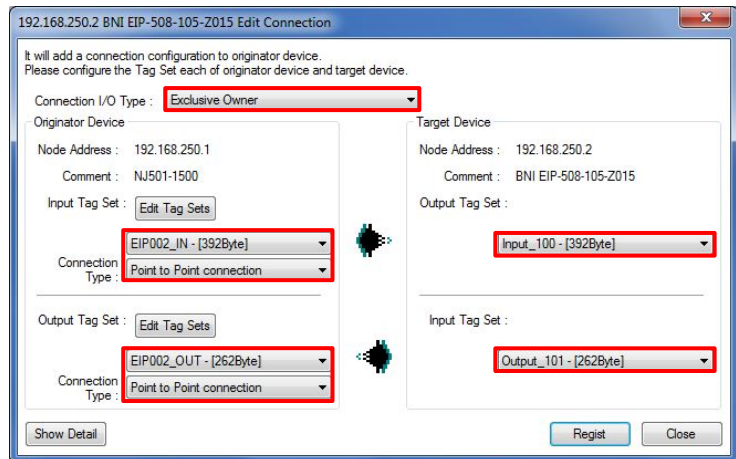 192.168.250.2 BNI EIP-508-105-Z015 Edit Connection
It will add a connection configuration to originator device.
Please configure the Tag Set each of originator device and target device.
Connection I/O Type : Exclusive Owner
Originator Device
Node Address : 192.168.250.1
Comment : NJ501-1500
Input Tag Set : Edit Tag Sets
EIP002_IN - [392Byte]
Connection Type : Point to Point connection
Output Tag Set : Edit Tag Sets
EIP002_OUT - [262Byte]
Connection Type : Point to Point connection
Target Device
Node Address : 192.168.250.2
Comment : BNI EIP-508-105-Z015
Output Tag Set :
Input_100 - [392Byte]
Input Tag Set :
Output_101 - [262Byte]
Show Detail
Regist
Close